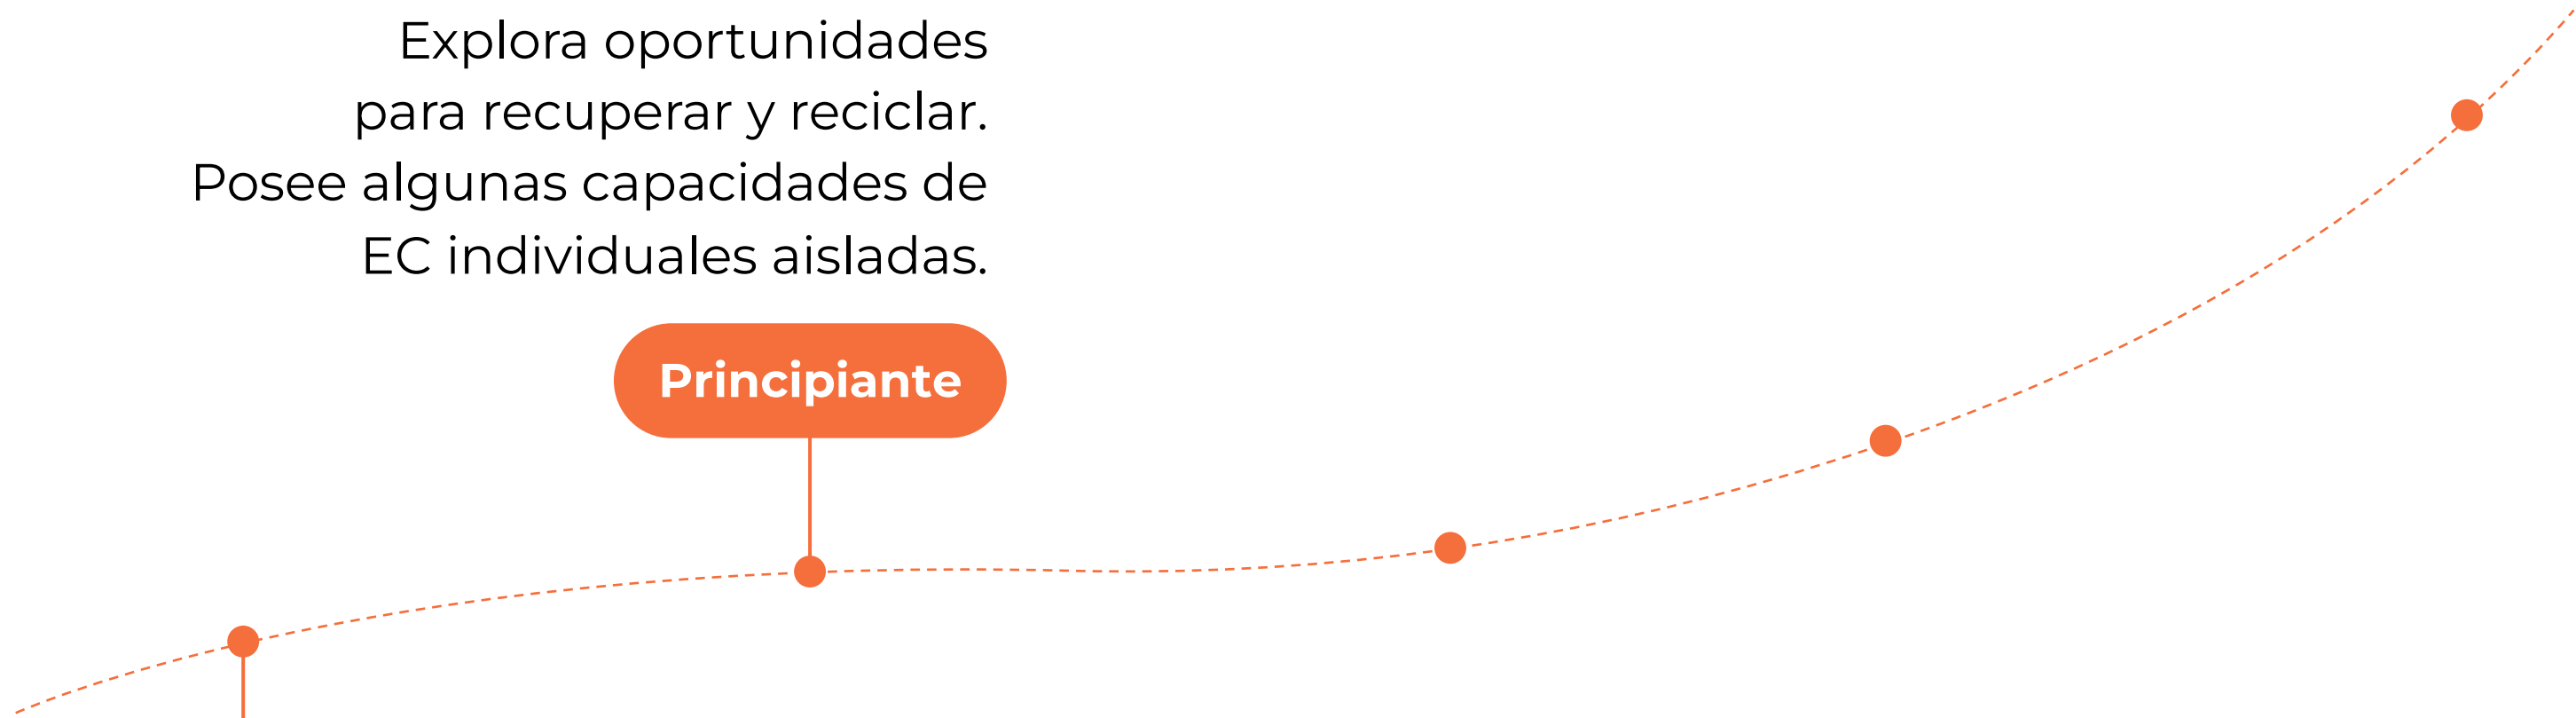 Explora oportunidades
para recuperar y reciclar.
Posee algunas capacidades de
EC individuales aisladas.
Principiante